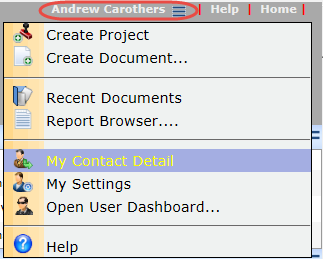 Andrew Carothers | Help | Home |
Create Project
Create Document...
Recent Documents
Report Browser....
My Contact Detail
My Settings
Open User Dashboard...
Help